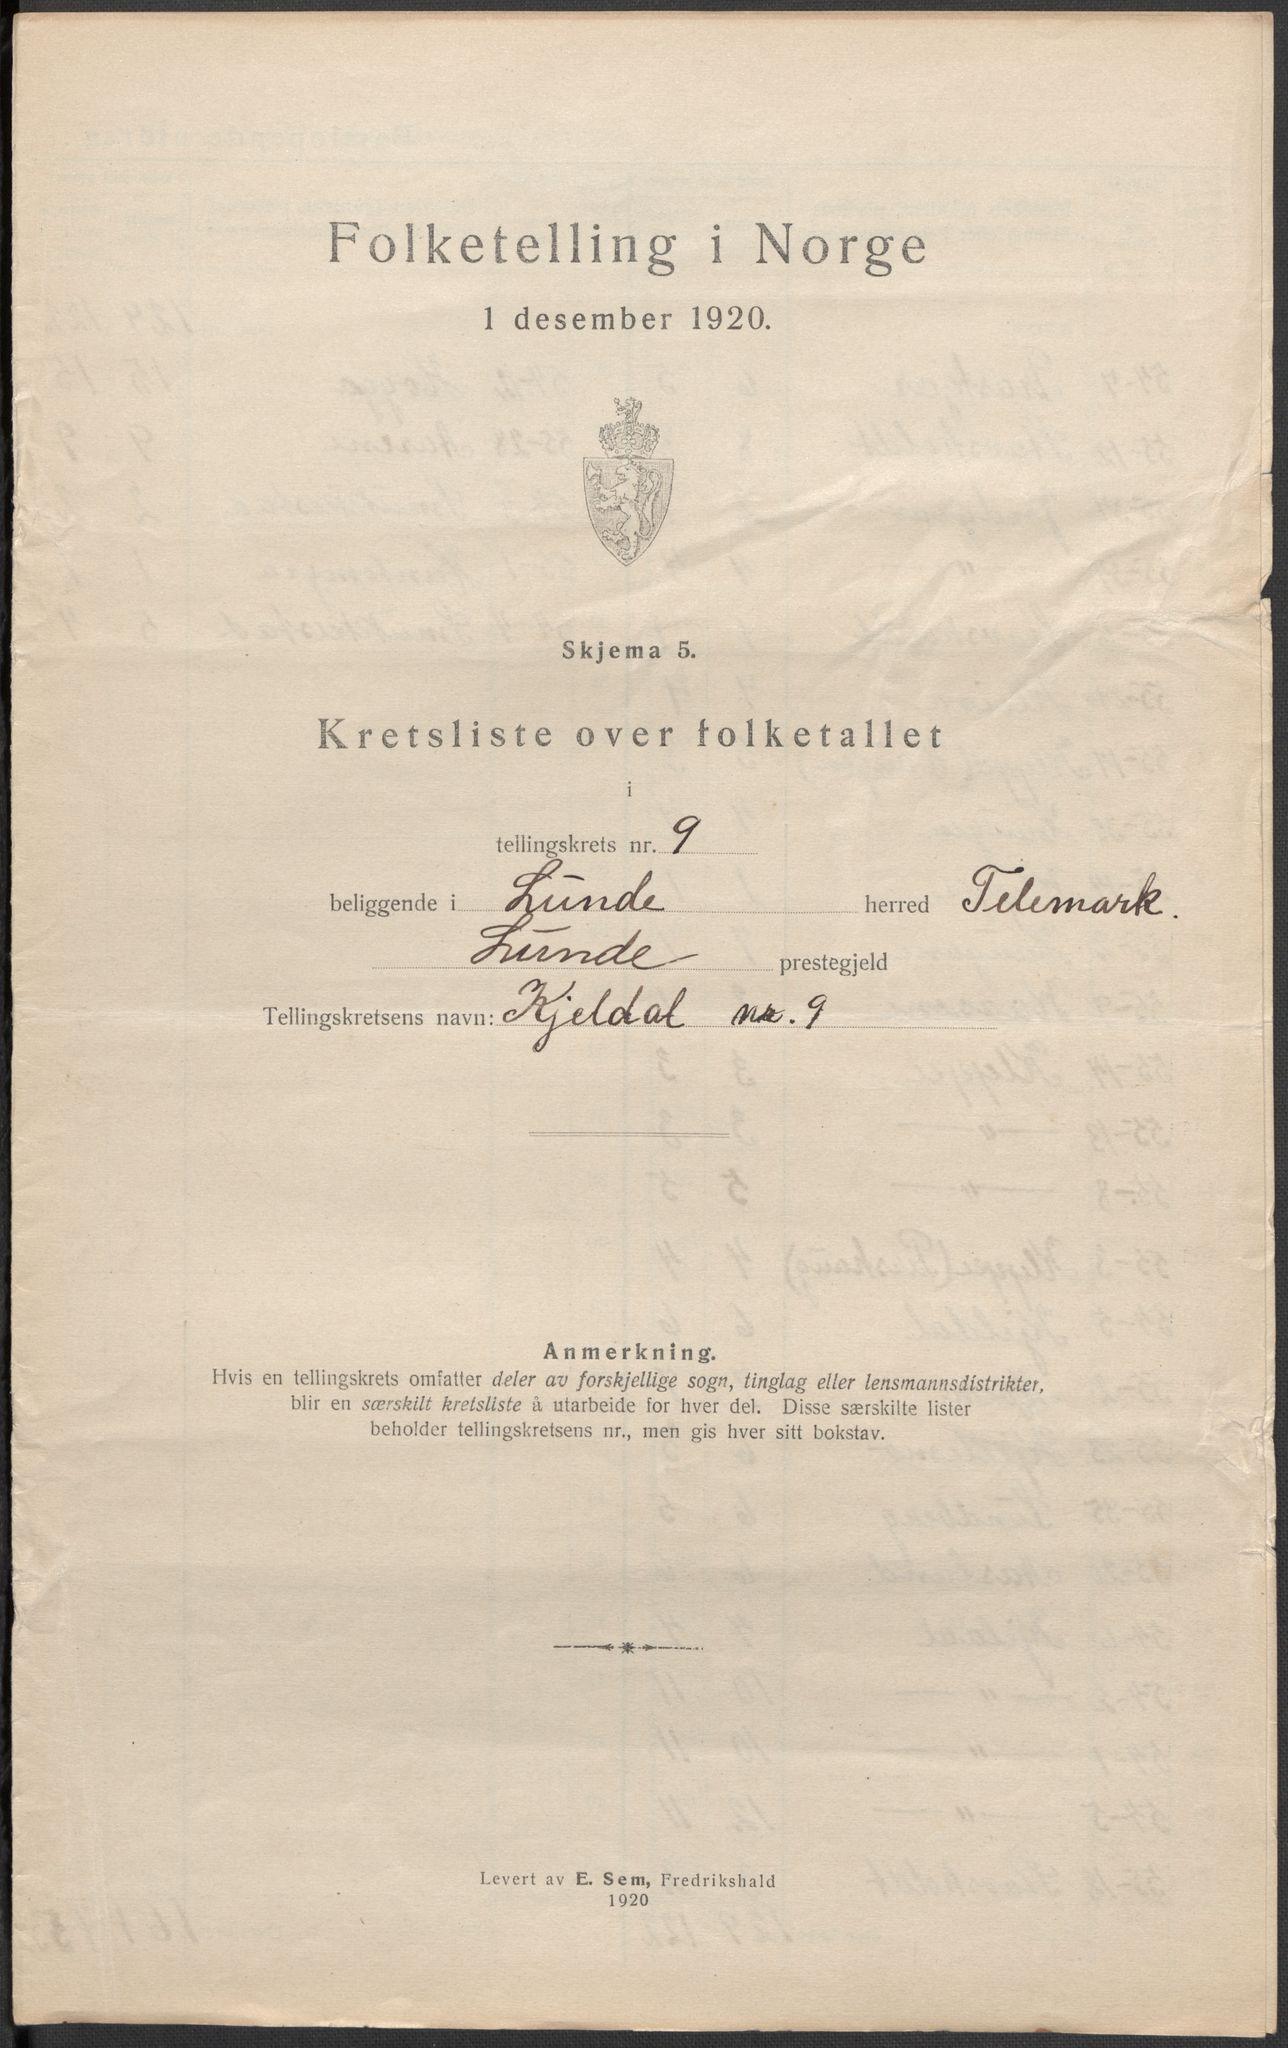 Folketelling i Norge
1 desember 1920.
Skjema 5.
Kretsliste over folketallet
i
tellingskrets nr. 9
beliggende i Lunde herred Telemark.
Lunde prestegjeld
Tellingskretsens navn: Kjeldal nr. 9
Anmerkning.
Hvis en tellingskrets omfatter deler av forskjellige sogn, tinglag eller lensmannsdistrikter,
blir en særskilt kretsliste å utarbeide for hver del. Disse særskilte lister
beholder tellingskretsens nr., men gis hver sitt bokstav.
Levert av E. Sem, Fredrikshald
1920